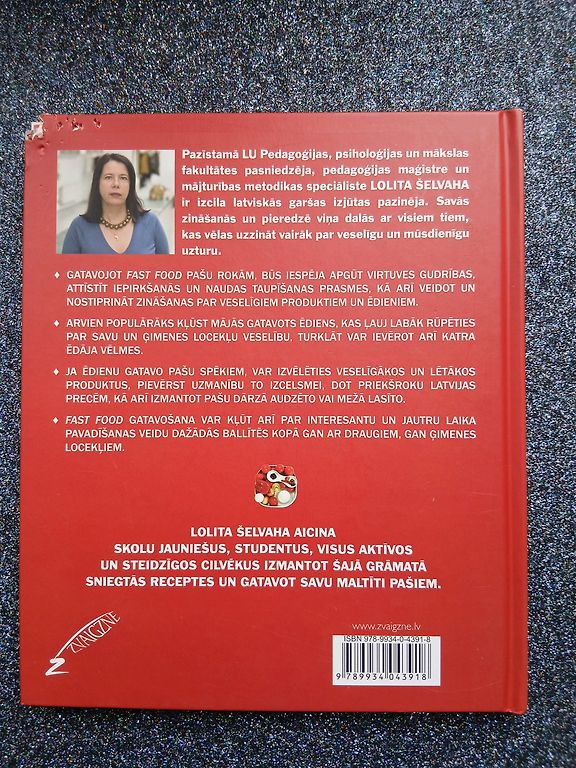 Pazīstamā LU Pedagoģijas, psiholoģijas un mākslas
fakultātes pasniedzēja, pedagoģijas maģistre un
mājturības metodikas speciāliste LOLITA ŠELVAHA
ir izcila latviskās garšas izjūtas pazinēja. Savās
zināšanās un pieredzē viņa dalās ar visiem tiem,
kas vēlas uzzināt vairāk par veselīgu un mūsdienīgu
uzturu.
♦ GATAVOJOT FAST FOOD PAŠU ROKĀM, BŪS IESPĒJA APGŪT VIRTUVES GUDRĪBAS,
ATTĪSTĪT IEPIRKŠANĀS UN NAUDAS TAUPĪŠANAS PRASMES, KĀ ARĪ VEIDOT UN
NOSTIPRINĀT ZINĀŠANAS PAR VESELĪGIEM PRODUKTIEM UN ĒDIENIEM.
♦ ARVIEN POPULĀRĀKS KĻŪST MĀJĀS GATAVOTS ĒDIENS, KAS ĻAUJ LABĀK RŪPĒTIES
PAR SAVU UN ĢIMENES LOCEKĻU VESELĪBU, TURKLĀT VAR IEVĒROT ARĪ KATRA
ĒDĀJA VĒLMES.
♦ JA ĒDIENU GATAVO PAŠU SPĒKIEM, VAR IZVĒLĒTIES VESELĪGĀKOS UN LĒTĀKOS
PRODUKTUS, PIEVĒRST UZMANĪBU TO IZCELSMEI, DOT PRIEKŠROKU LATVIJAS
PRECĒM, KĀ ARĪ IZMANTOT PAŠU DĀRZĀ AUDZĒTO VAI MEŽĀ LASĪTO.
♦ FAST FOOD GATAVOŠANA VAR KĻŪT ARĪ PAR INTERESANTU UN JAUTRU LAIKA
PAVADĪŠANAS VEIDU DAŽĀDĀS BALLĪTĒS KOPĀ GAN AR DRAUGIEM, GAN ĢIMENES
LOCEKĻIEM.
LOLITA ŠELVAHA AICINA
SKOLU JAUNIEŠUS, STUDENTUS, VISUS AKTĪVOS
UN STEIDZĪGOS CILVĒKUS IZMANTOT ŠAJĀ GRĀMATĀ
SNIEGTĀS RECEPTES UN GATAVOT SAVU MALTĪTI PAŠIEM.
ZVAIGZNE
www.zvaigzne.lv
ISBN 978-9934-0-4391-8
9 789934 043918